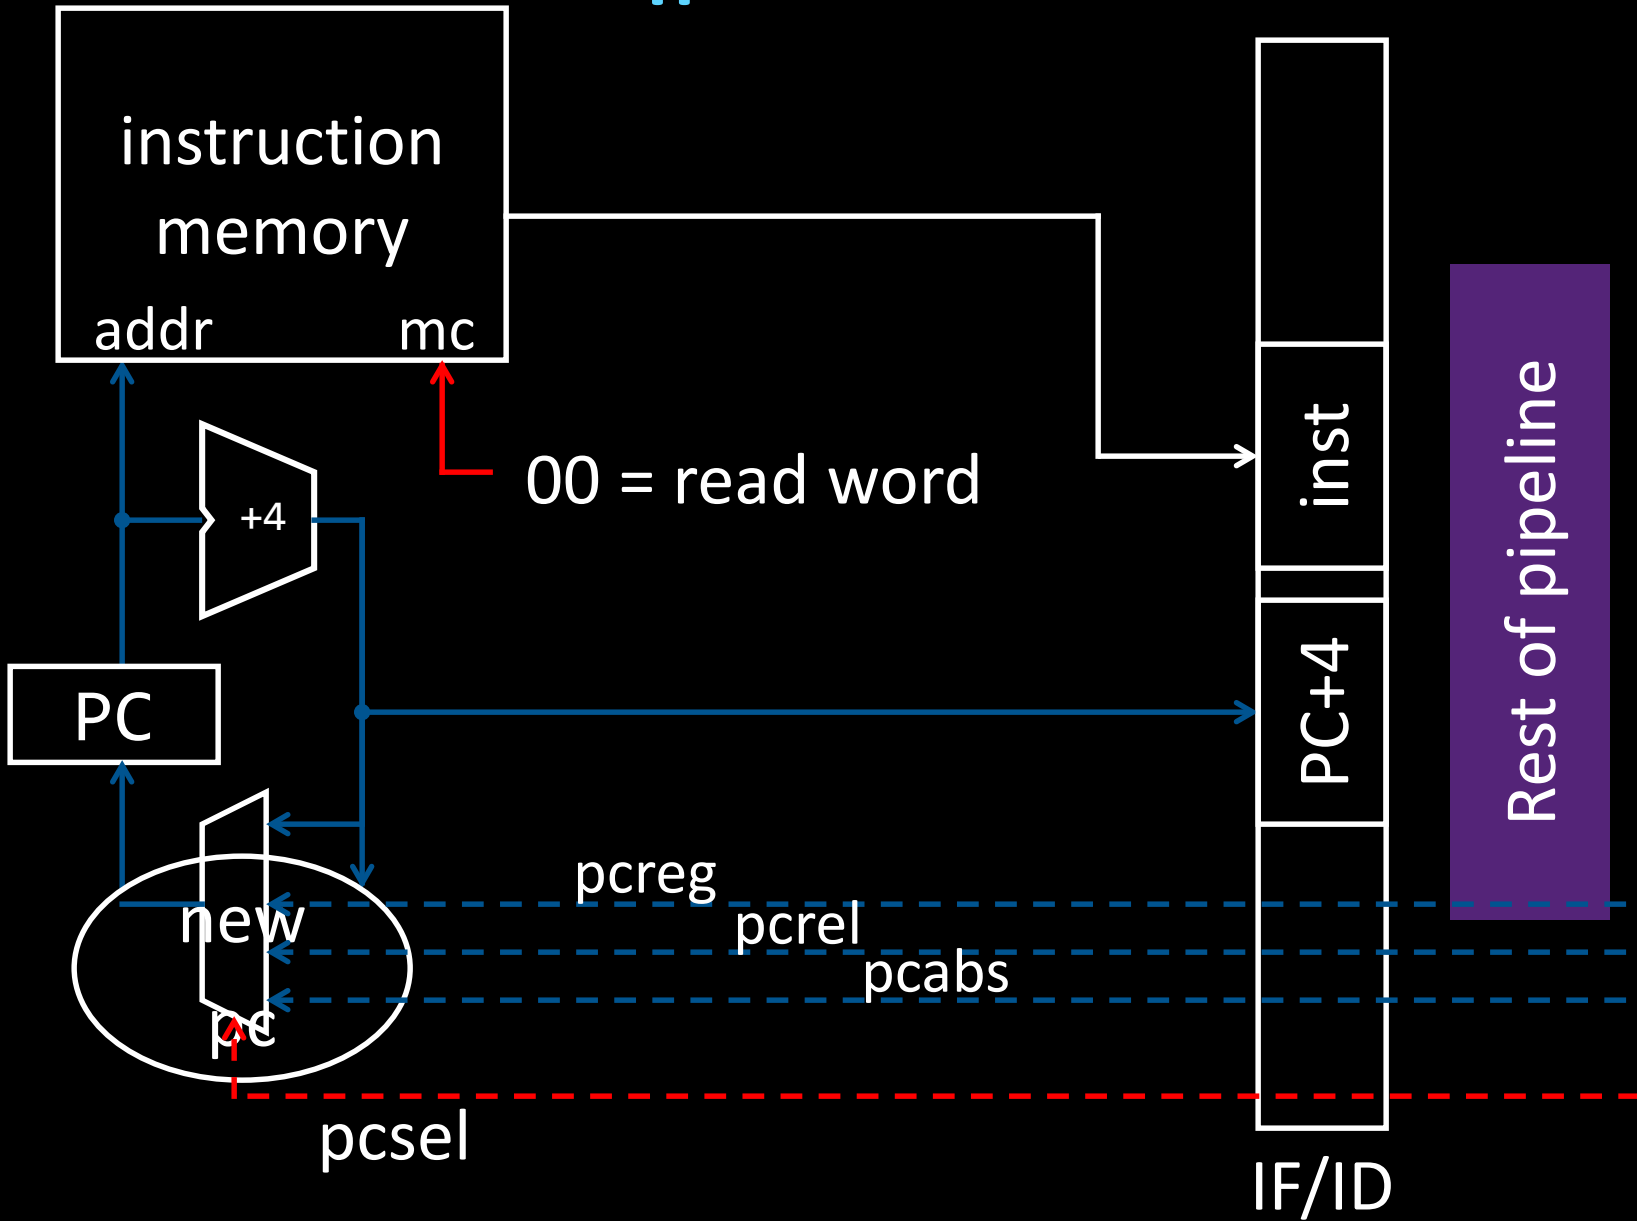 instruction
memory
addr
mc
+4
00 = read word
inst
PC
PC+4
Rest of pipeline
new
pc
pcreg
pcrel
pcabs
pcsel
IF/ID